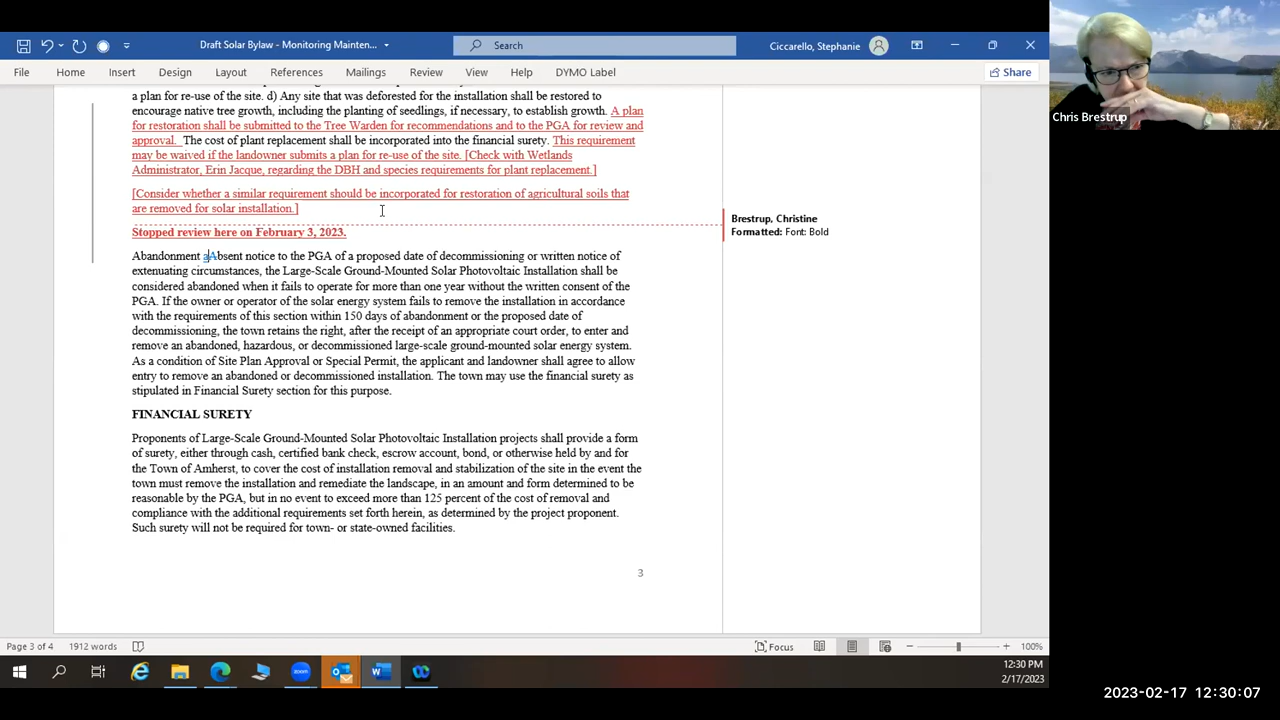 Draft Solar Bylaw - Monitoring Mainten...
Search
Ciccarello, Stephanie
File
Home
Insert
Design
Layout
References
Mailings
Review
View
Help
DYMO Label
Share
a plan for re-use of the site. d) Any site that was deforested for the installation shall be restored to
encourage native tree growth, including the planting of seedlings, if necessary, to establish growth. A plan
for restoration shall be submitted to the Tree Warden for recommendations and to the PGA for review and
approval. The cost of plant replacement shall be incorporated into the financial surety. This requirement
may be waived if the landowner submits a plan for re-use of the site. [Check with Wetlands
Administrator, Erin Jacque, regarding the DBH and species requirements for plant replacement.]
[Consider whether a similar requirement should be incorporated for restoration of agricultural soils that
are removed for solar installation.]
Stopped review here on February 3, 2023.
Abandonment aAbsent notice to the PGA of a proposed date of decommissioning or written notice of
extenuating circumstances, the Large-Scale Ground-Mounted Solar Photovoltaic Installation shall be
considered abandoned when it fails to operate for more than one year without the written consent of the
PGA. If the owner or operator of the solar energy system fails to remove the installation in accordance
with the requirements of this section within 150 days of abandonment or the proposed date of
decommissioning, the town retains the right, after the receipt of an appropriate court order, to enter and
remove an abandoned, hazardous, or decommissioned large-scale ground-mounted solar energy system.
As a condition of Site Plan Approval or Special Permit, the applicant and landowner shall agree to allow
entry to remove an abandoned or decommissioned installation. The town may use the financial surety as
stipulated in Financial Surety section for this purpose.
FINANCIAL SURETY
Proponents of Large-Scale Ground-Mounted Solar Photovoltaic Installation projects shall provide a form
of surety, either through cash, certified bank check, escrow account, bond, or otherwise held by and for
the Town of Amherst, to cover the cost of installation removal and stabilization of the site in the event the
town must remove the installation and remediate the landscape, in an amount and form determined to be
reasonable by the PGA, but in no event to exceed more than 125 percent of the cost of removal and
compliance with the additional requirements set forth herein, as determined by the project proponent.
Such surety will not be required for town- or state-owned facilities.
3
Brestrup, Christine
Formatted: Font: Bold
Chris Brestrup
Page 3 of 4
1912 words
Focus
100%
12:30 PM
2/17/2023
2023-02-17 12:30:07